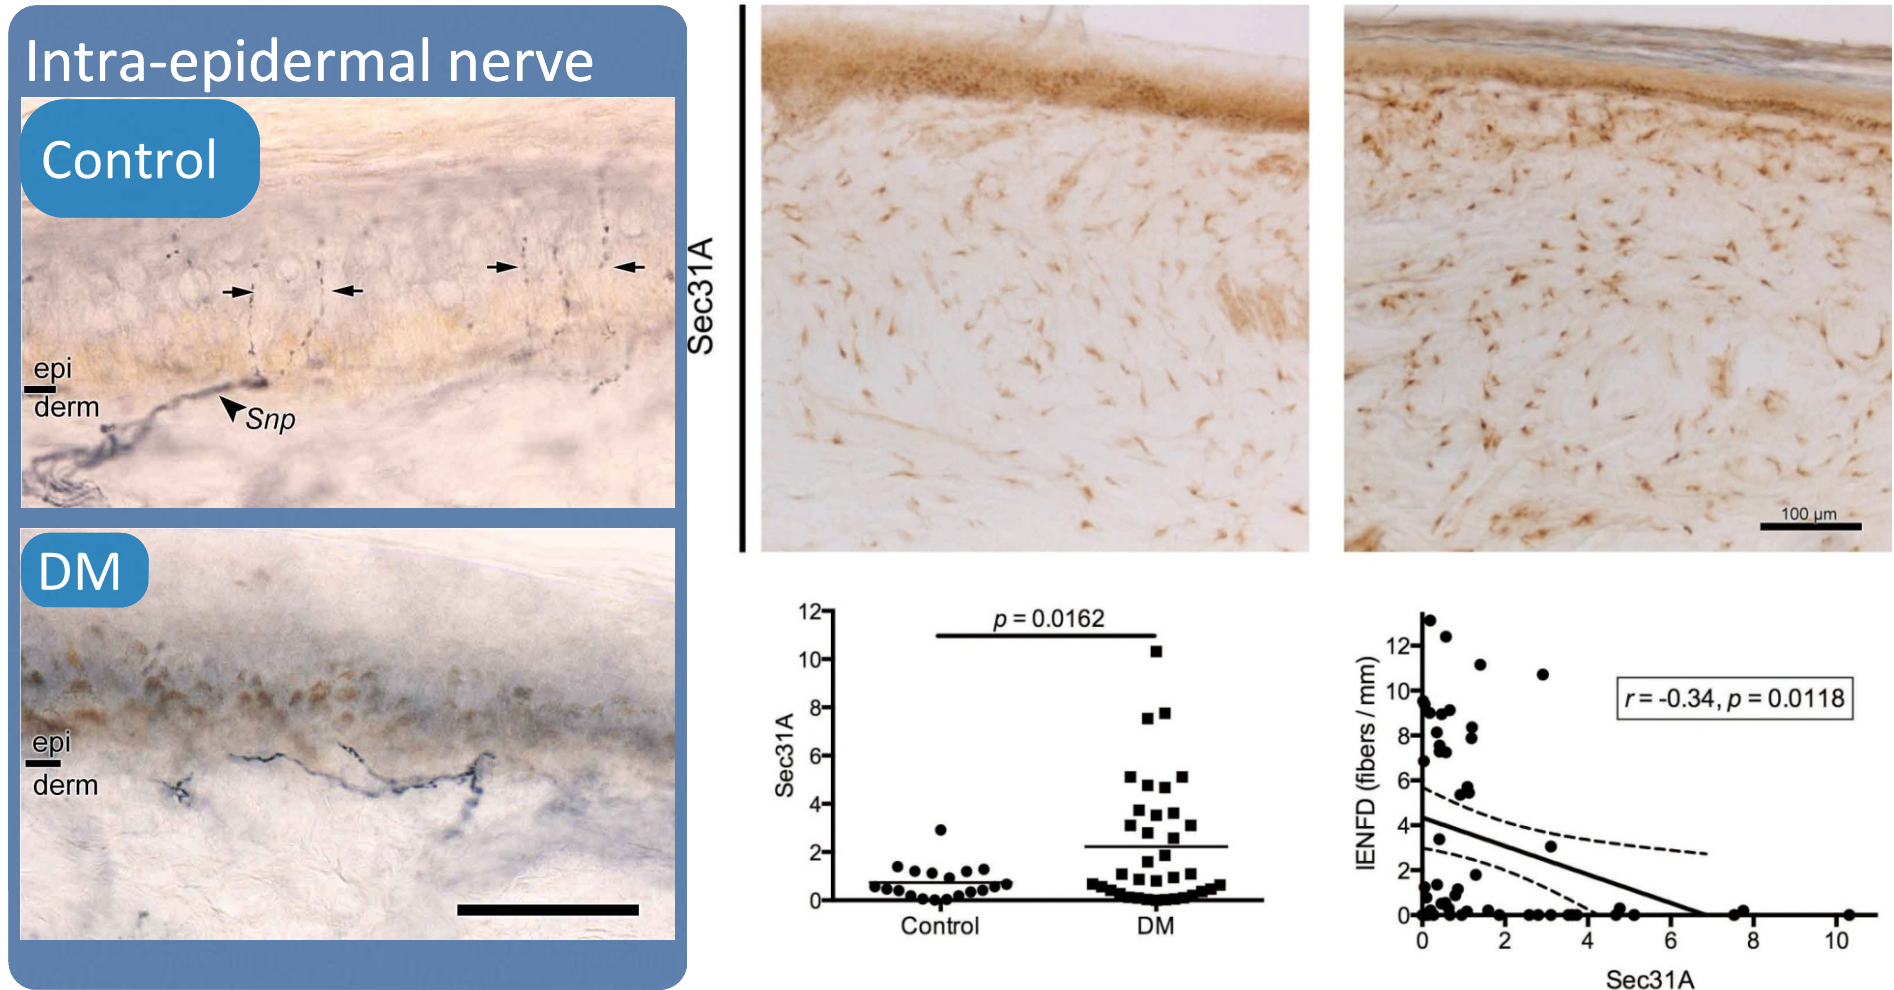 Intra-epidermal nerve
Control
epi
derm
Snp
DM
epi
derm
Sec31A
100 µm
p = 0.0162
12
10
8
6
4
2
0
Sec31A
Control
DM
r = -0.34, p = 0.0118
12
10
8
6
4
2
0
IENFD (fibers / mm)
0 2 4 6 8 10
Sec31A